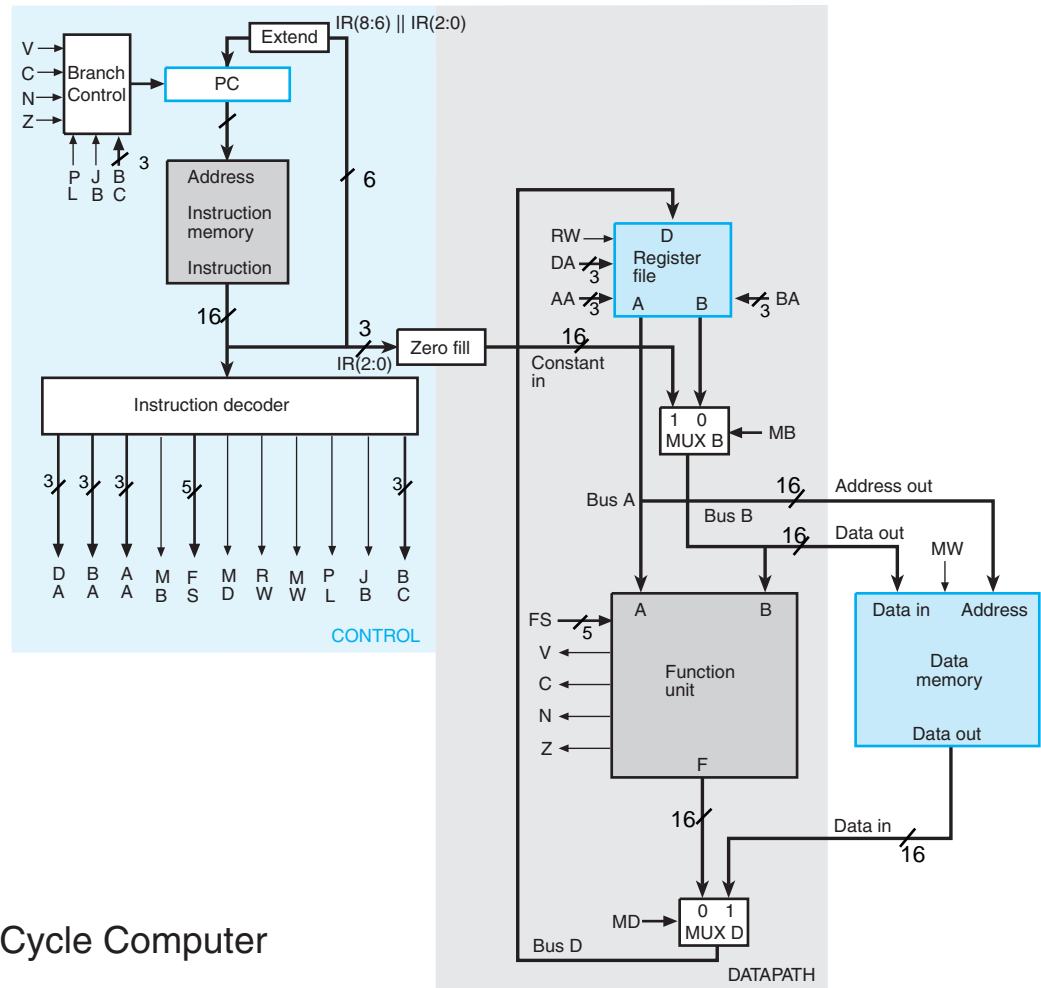 IR(8:6) || IR(2:0)
Extend
V
C
N
Z
Branch
Control
PC
P
L
J
B
B
C
3
6
Address
Instruction
memory
Instruction
16
3
IR(2:0)
Zero fill
16
Constant
in
Instruction decoder
3
3
3
5
3
D
A
B
A
A
A
M
B
F
S
M
D
R
W
M
W
P
L
J
B
B
C
CONTROL
RW
DA
3
AA
3
D
Register
file
A
B
BA
3
1 0
MUX B
MB
Bus A
Bus B
16
Address out
16
Data out
MW
FS
5
V
C
N
Z
A
B
Function
unit
F
Data in
Address
Data
memory
Data out
16
Data in
16
MD
0 1
MUX D
Bus D
DATAPATH
Cycle Computer